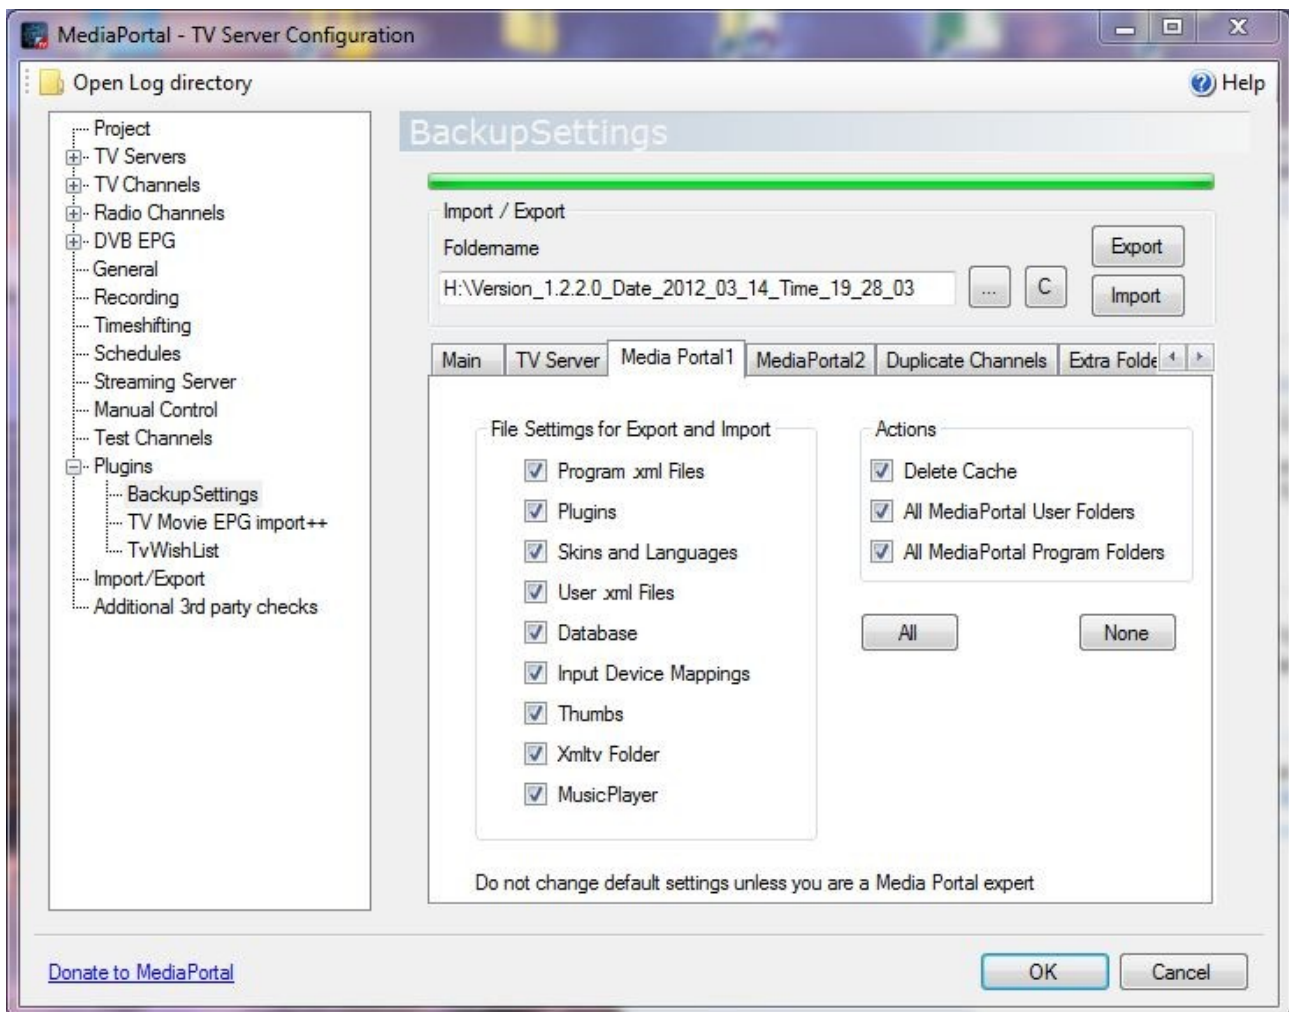 MediaPortal - TV Server Configuration
Open Log directory
Help
Project
TV Servers
TV Channels
Radio Channels
DVB EPG
General
Recording
Timeshifting
Schedules
Streaming Server
Manual Control
Test Channels
Plugins
BackupSettings
TV Movie EPG import++
TvWishList
Import/Export
Additional 3rd party checks
BackupSettings
Import / Export
Foldername
H:\Version_1.2.2.0_Date_2012_03_14_Time_19_28_03
...
C
Export
Import
Main
TV Server
Media Portal1
MediaPortal2
Duplicate Channels
Extra Folde
File Settimgs for Export and Import
Program .xml Files
Plugins
Skins and Languages
User .xml Files
Database
Input Device Mappings
Thumbs
Xmltv Folder
MusicPlayer
Actions
Delete Cache
All MediaPortal User Folders
All MediaPortal Program Folders
All
None
Do not change default settings unless you are a Media Portal expert
Donate to MediaPortal
OK
Cancel